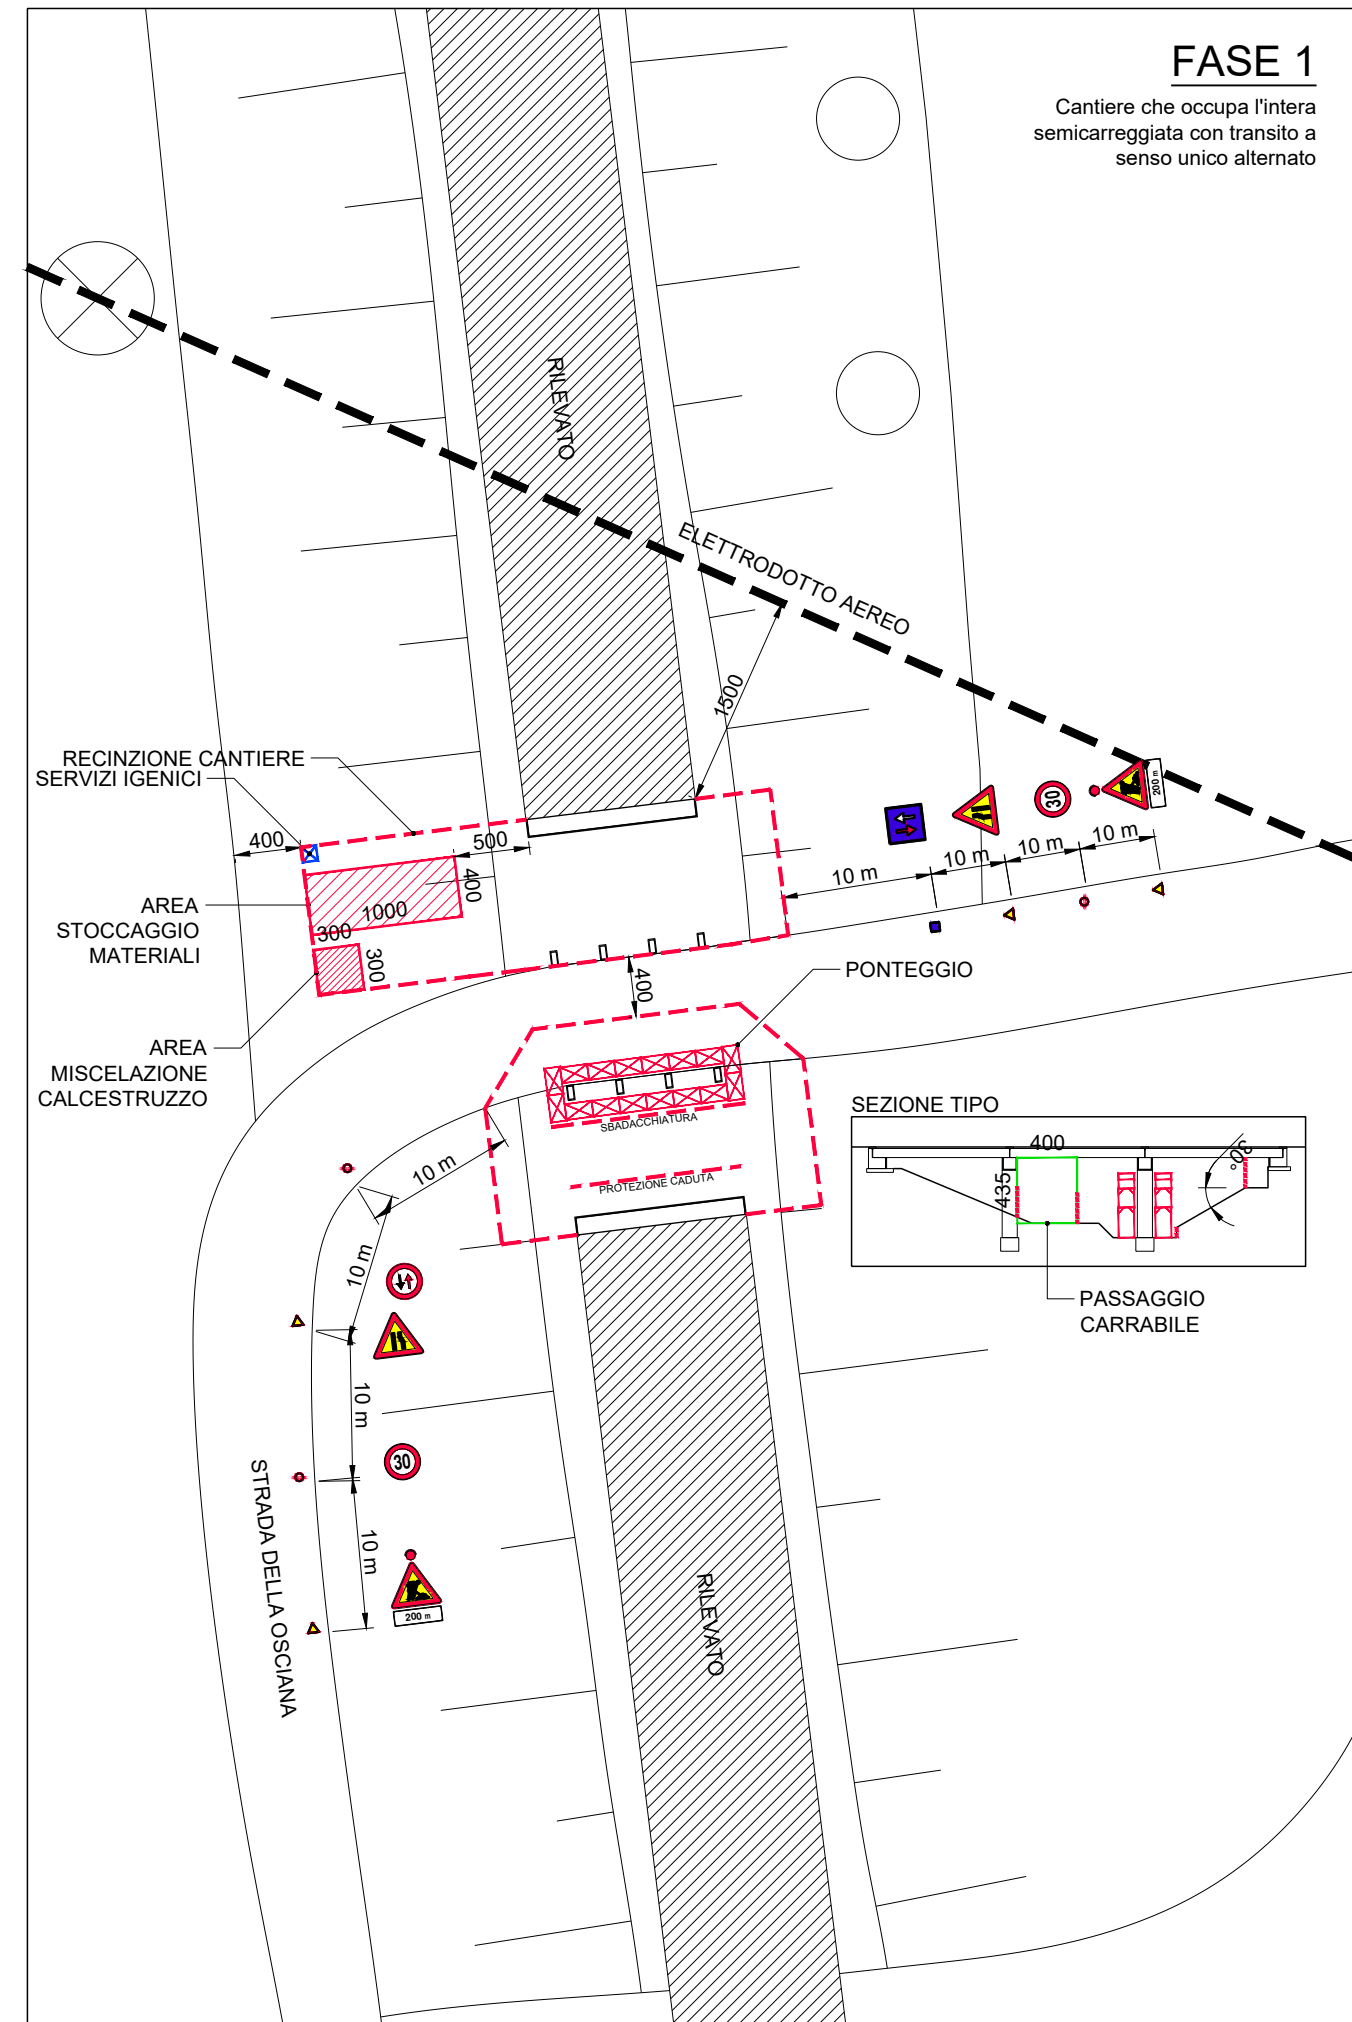 FASE 1
Cantiere che occupa l'intera
semicarreggiata con transito a
senso unico alternato
RILEVATO
ELETTRODOTTO AEREO
1500
RECINZIONE CANTIERE
SERVIZI IGENICI
400
500
400
1000
300
300
AREA
STOCCAGGIO
MATERIALI
AREA
MISCELAZIONE
CALCESTRUZZO
30
200 m
10 m
10 m
10 m
10 m
400
PONTEGGIO
SBADACCHIATURA
PROTEZIONE CADUTA
SEZIONE TIPO
400
435
30°
PASSAGGIO
CARRABILE
10 m
10 m
10 m
30
10 m
200 m
STRADA DELLA OSCIANA
RILEVATO